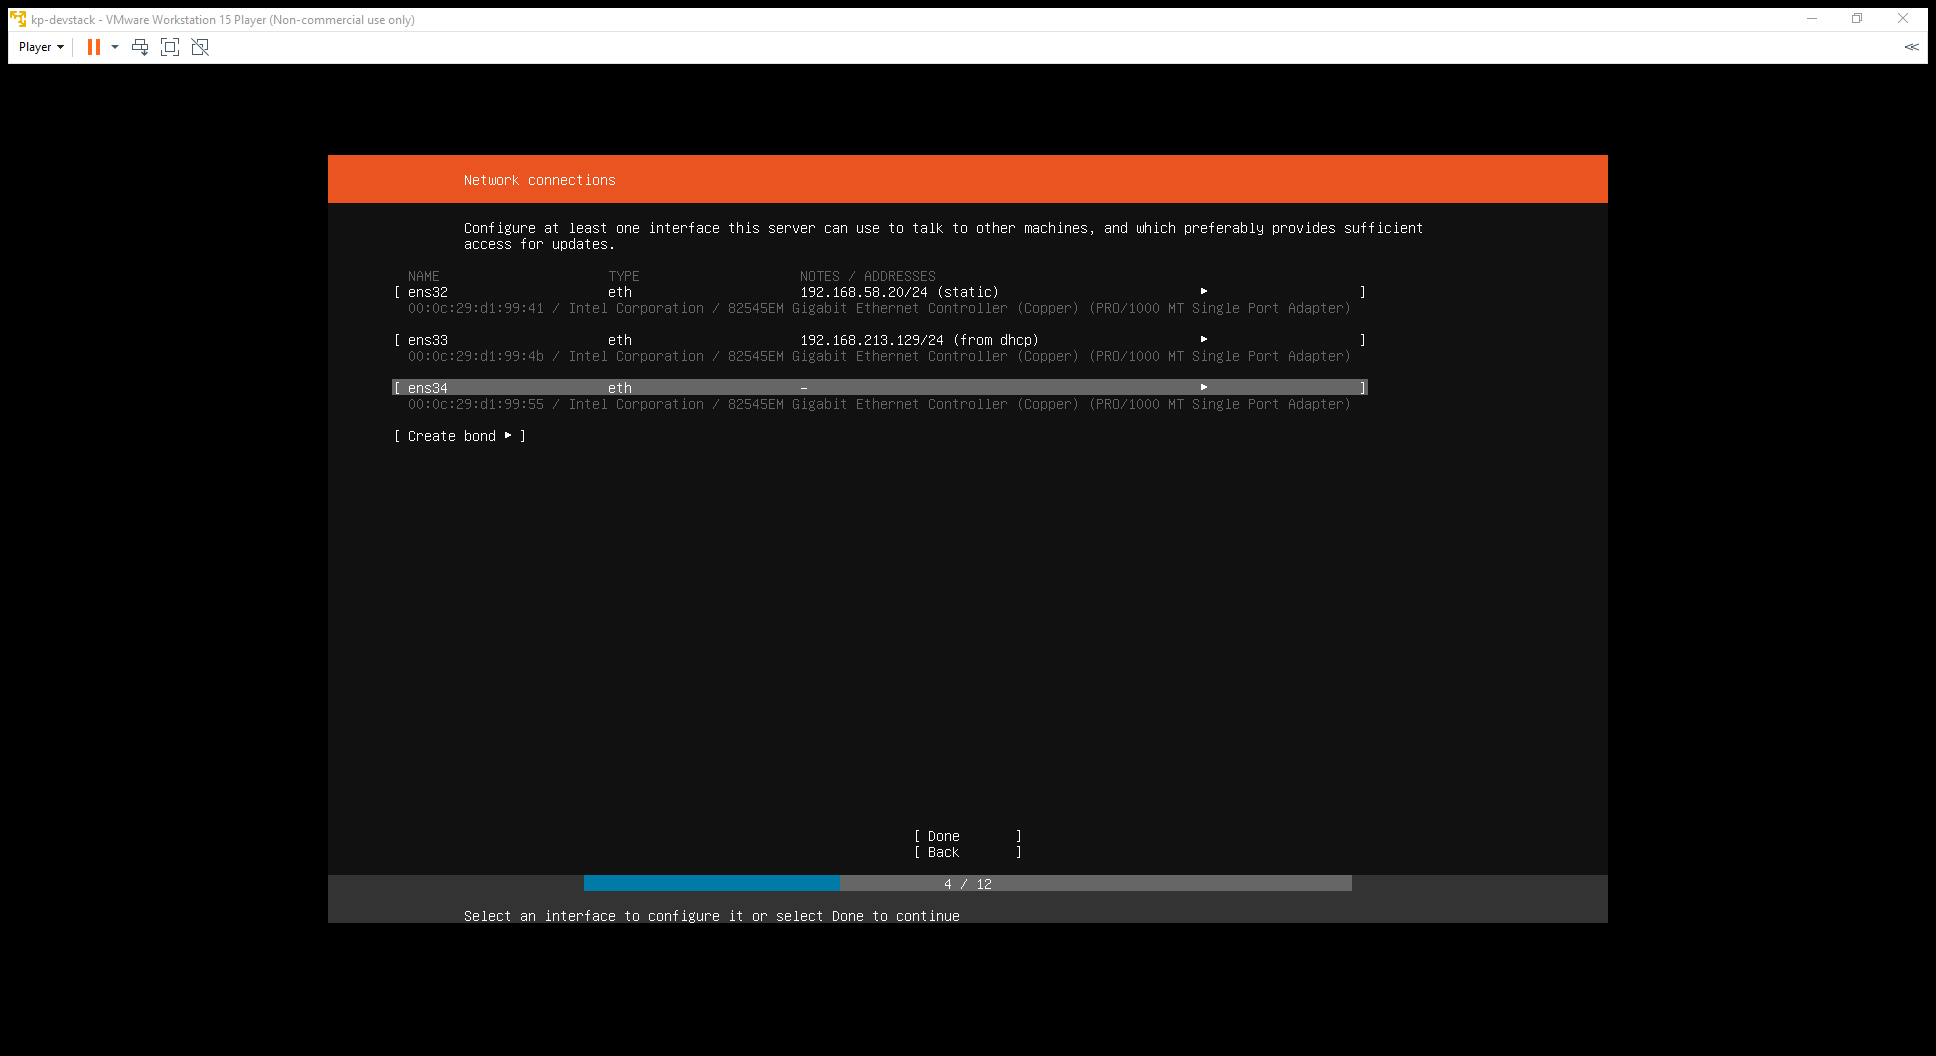 kp-devstack - VMware Workstation 15 Player (Non-commercial use only)
Player
Network connections
Configure at least one interface this server can use to talk to other machines, and which preferably provides sufficient
access for updates.
NAME TYPE NOTES / ADDRESSES
[ ens32 eth 192.168.58.20/24 (static) ▸ ]
00:0c:29:d1:99:41 / Intel Corporation / 82545EM Gigabit Ethernet Controller (Copper) (PRO/1000 MT Single Port Adapter)
[ ens33 eth 192.168.213.129/24 (from dhcp) ▸ ]
00:0c:29:d1:99:4b / Intel Corporation / 82545EM Gigabit Ethernet Controller (Copper) (PRO/1000 MT Single Port Adapter)
[ ens34 eth – ▸ ]
00:0c:29:d1:99:55 / Intel Corporation / 82545EM Gigabit Ethernet Controller (Copper) (PRO/1000 MT Single Port Adapter)
[ Create bond ▸ ]
[ Done ]
[ Back ]
4 / 12
Select an interface to configure it or select Done to continue